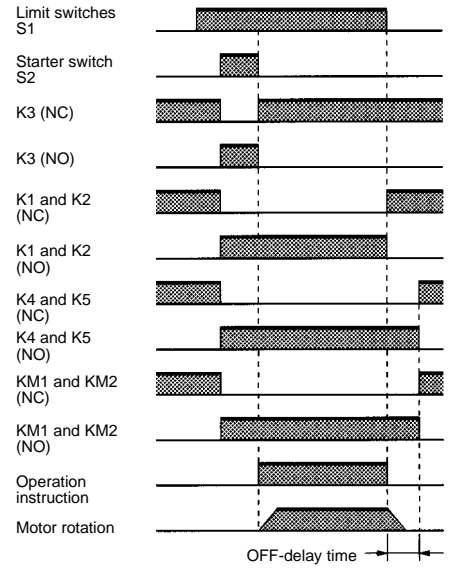 Limit switches
S1
Starter switch
S2
K3 (NC)
K3 (NO)
K1 and K2
(NC)
K1 and K2
(NO)
K4 and K5
(NC)
K4 and K5
(NO)
KM1 and KM2
(NC)
KM1 and KM2
(NO)
Operation
instruction
Motor rotation
OFF-delay time